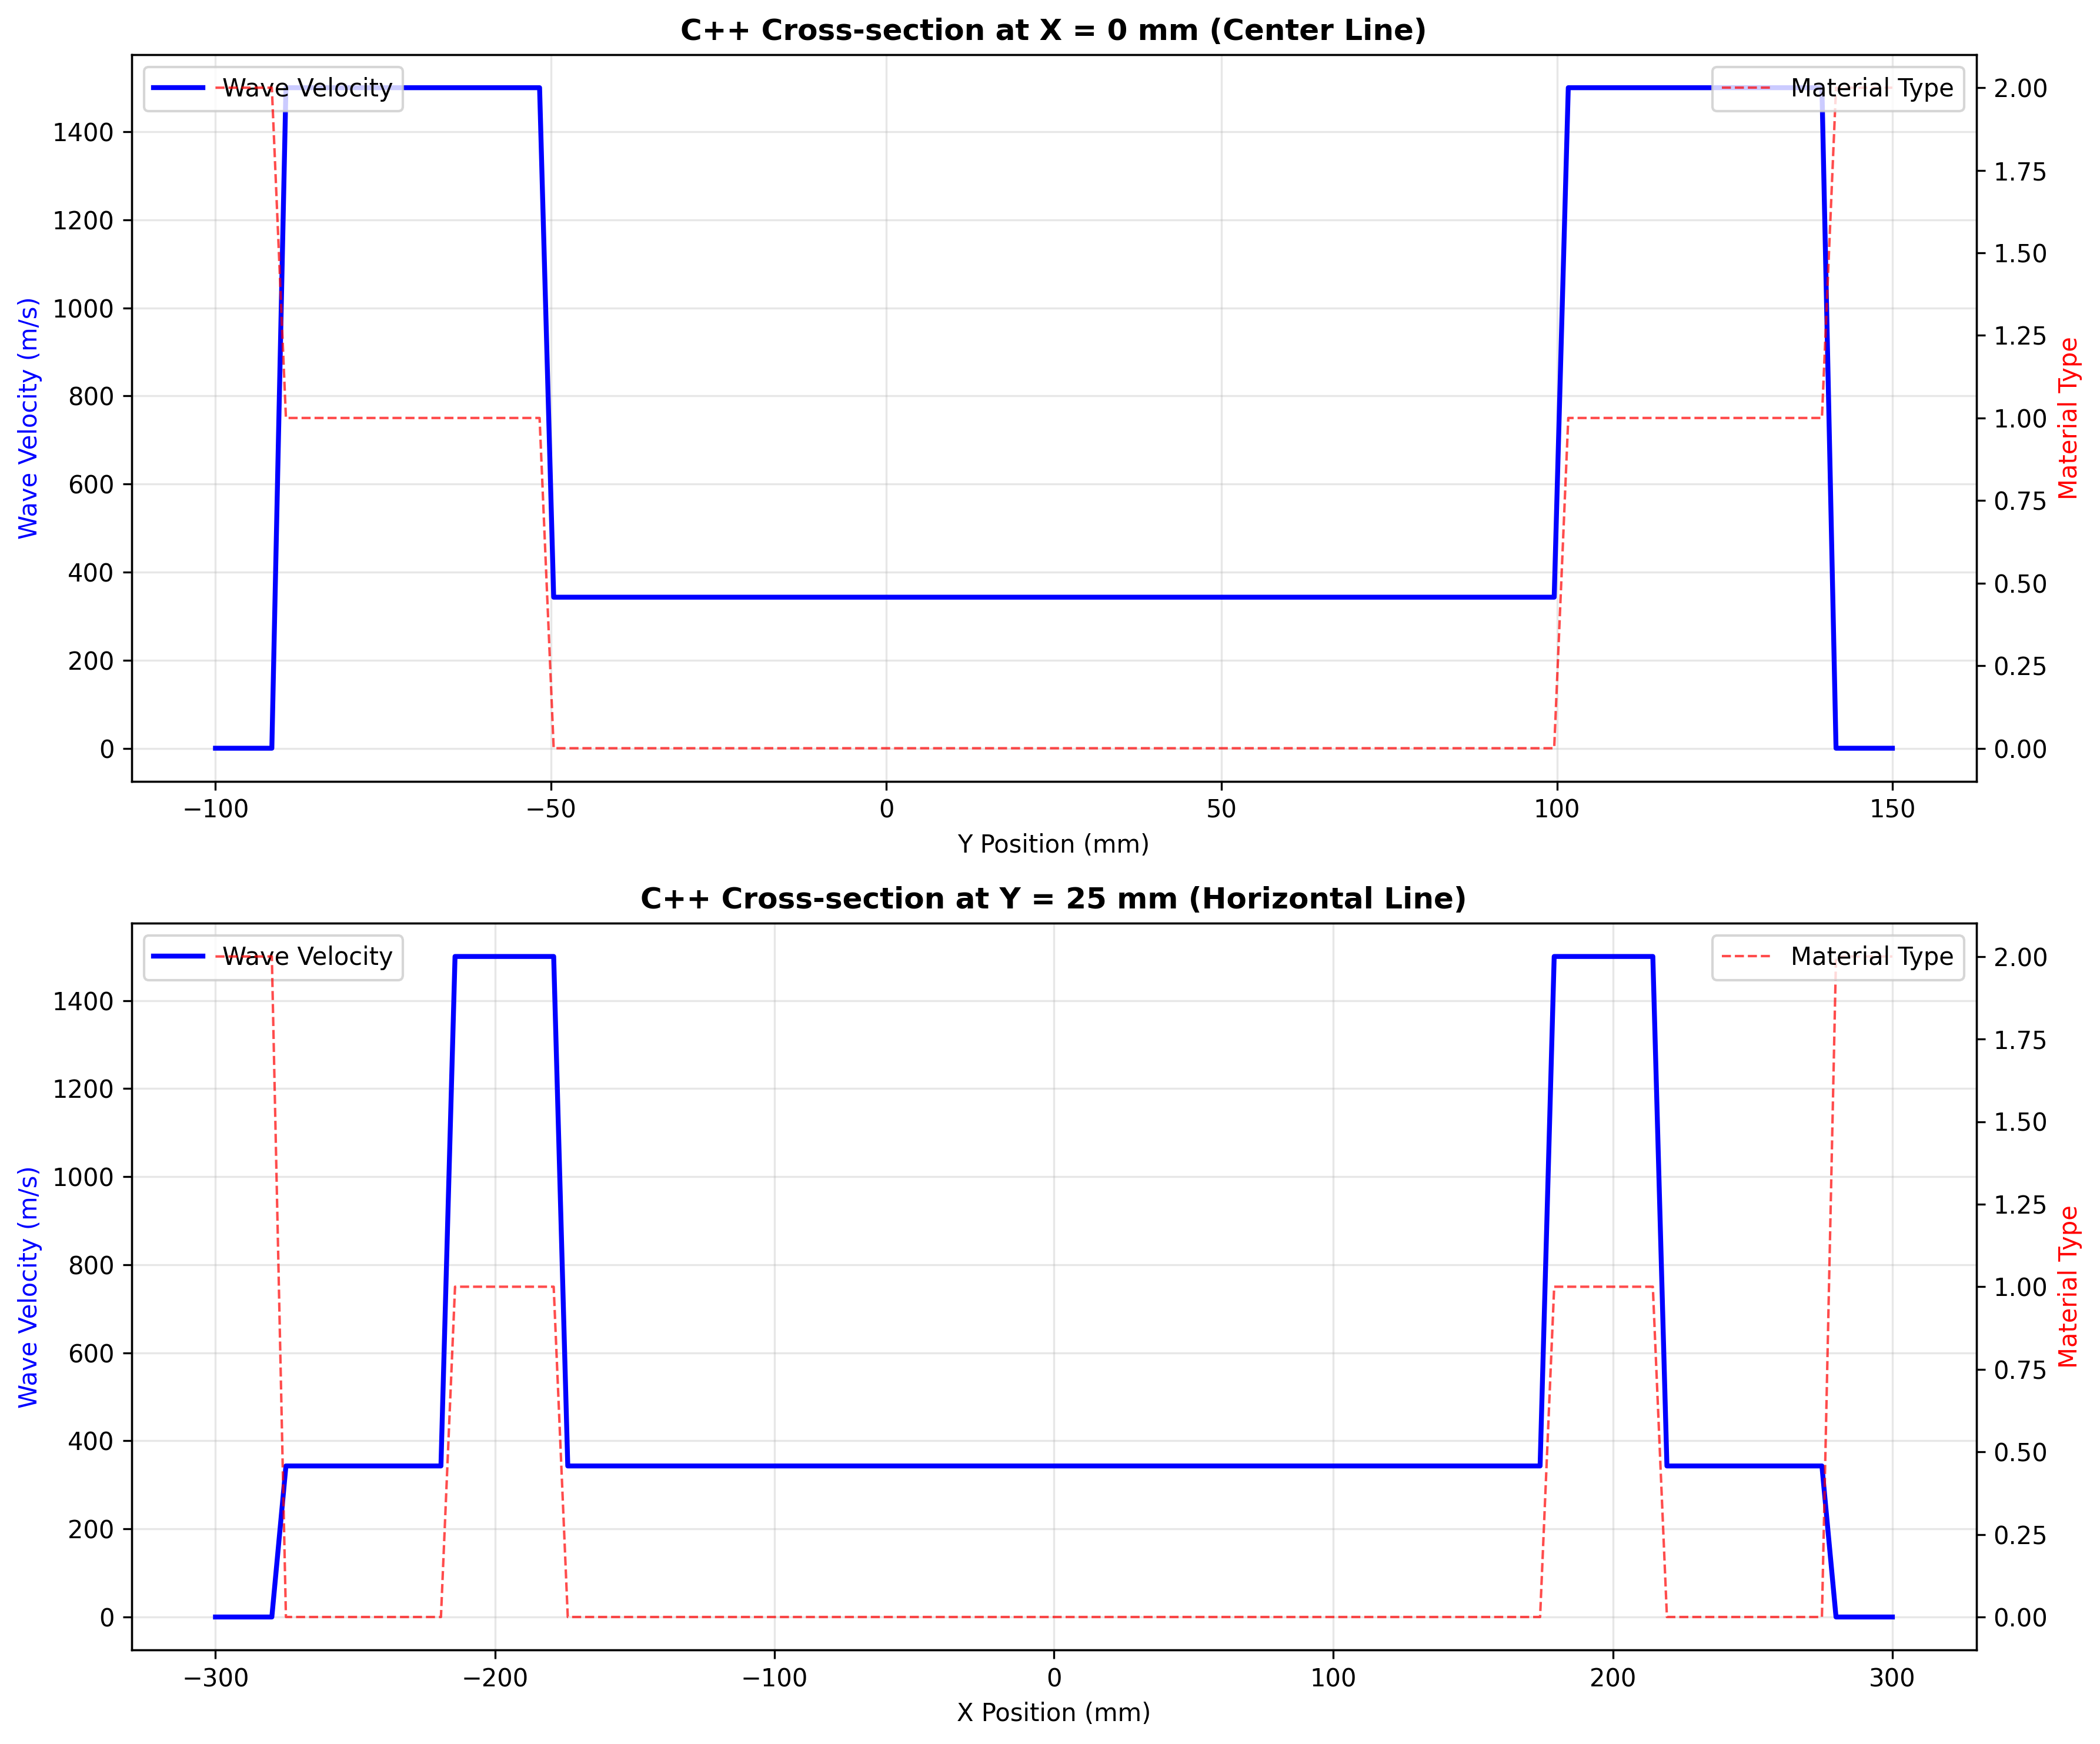 C++ Cross-section at X = 0 mm (Center Line)
Wave Velocity
Material Type
Wave Velocity (m/s)
1400
1200
1000
800
600
400
200
0
2.00
1.75
1.50
1.25
1.00
0.75
0.50
0.25
0.00
Material Type
−100 −50 0 50 100 150
Y Position (mm)
C++ Cross-section at Y = 25 mm (Horizontal Line)
Wave Velocity
Material Type
Wave Velocity (m/s)
1400
1200
1000
800
600
400
200
0
2.00
1.75
1.50
1.25
1.00
0.75
0.50
0.25
0.00
Material Type
−300 −200 −100 0 100 200 300
X Position (mm)